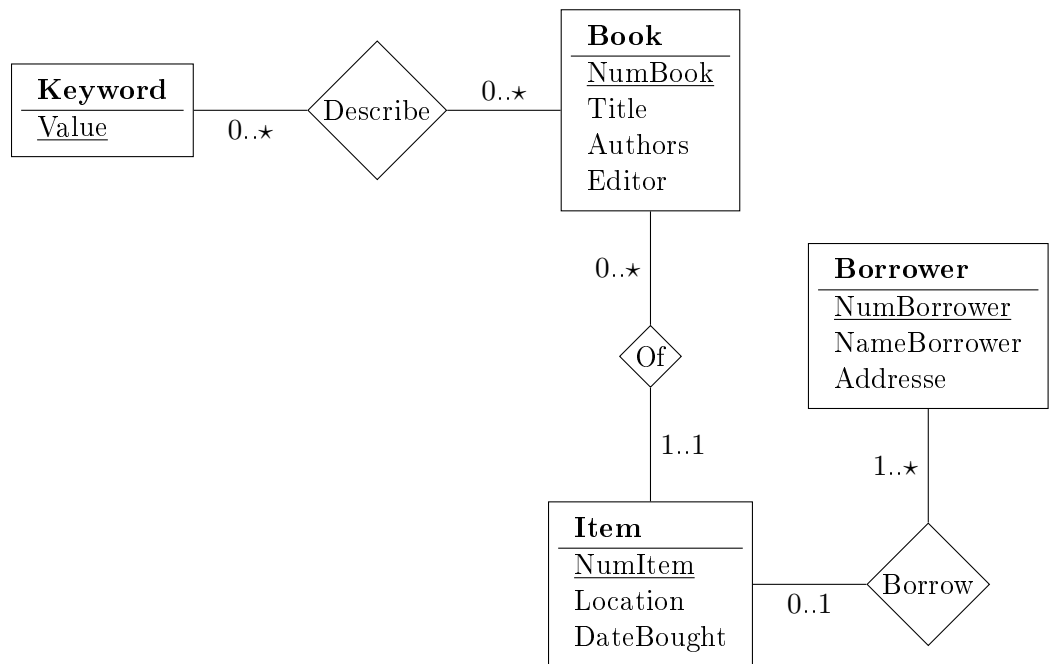 Keyword
Value
0..⋆
Describe
0..⋆
Book
NumBook
Title
Authors
Editor
0..⋆
Of
1..1
Borrower
NumBorrower
NameBorrower
Addresse
1..⋆
Item
NumItem
Location
DateBought
0..1
Borrow